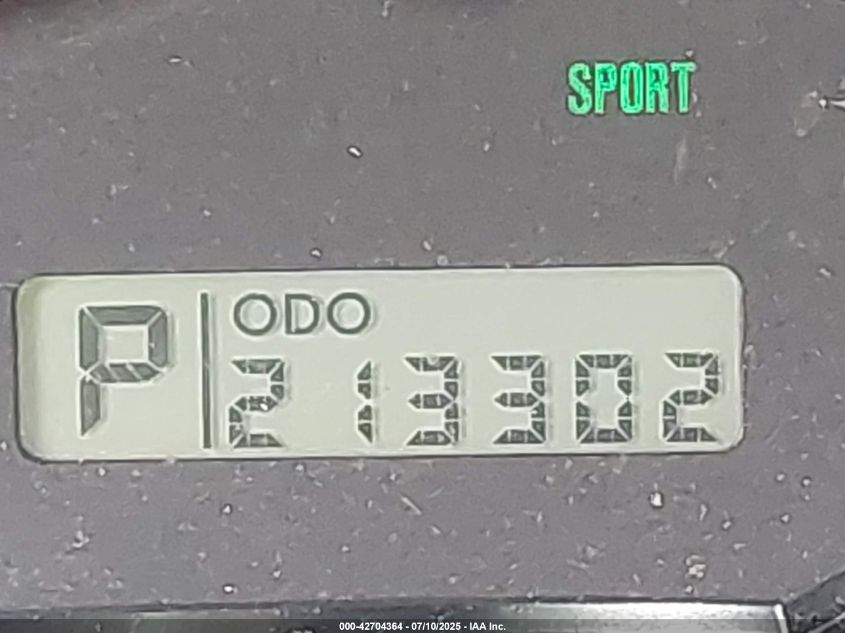 SPORT
ODO
P 213302
000-42704364 - 07/10/2025 - IAA Inc.